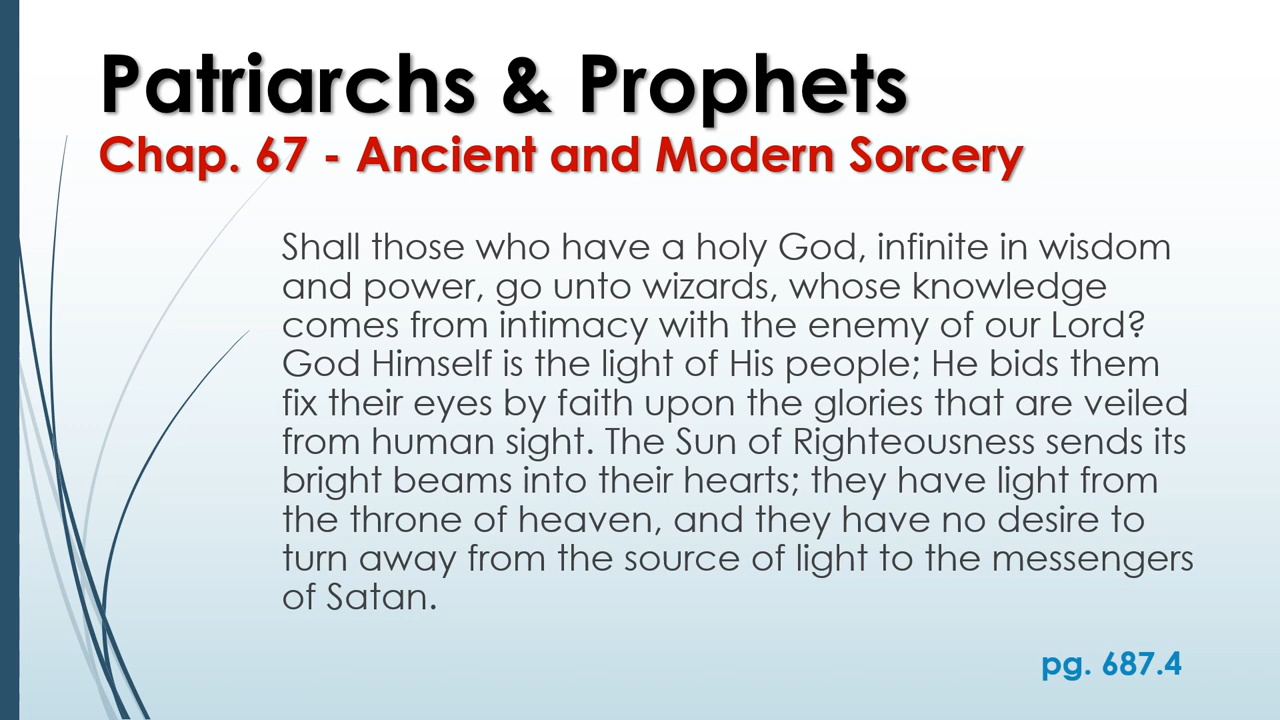 Patriarchs & Prophets
Chap. 67 - Ancient and Modern Sorcery
Shall those who have a holy God, infinite in wisdom
and power, go unto wizards, whose knowledge
comes from intimacy with the enemy of our Lord?
God Himself is the light of His people; He bids them
fix their eyes by faith upon the glories that are veiled
from human sight. The Sun of Righteousness sends its
bright beams into their hearts; they have light from
the throne of heaven, and they have no desire to
turn away from the source of light to the messengers
of Satan.
pg. 687.4